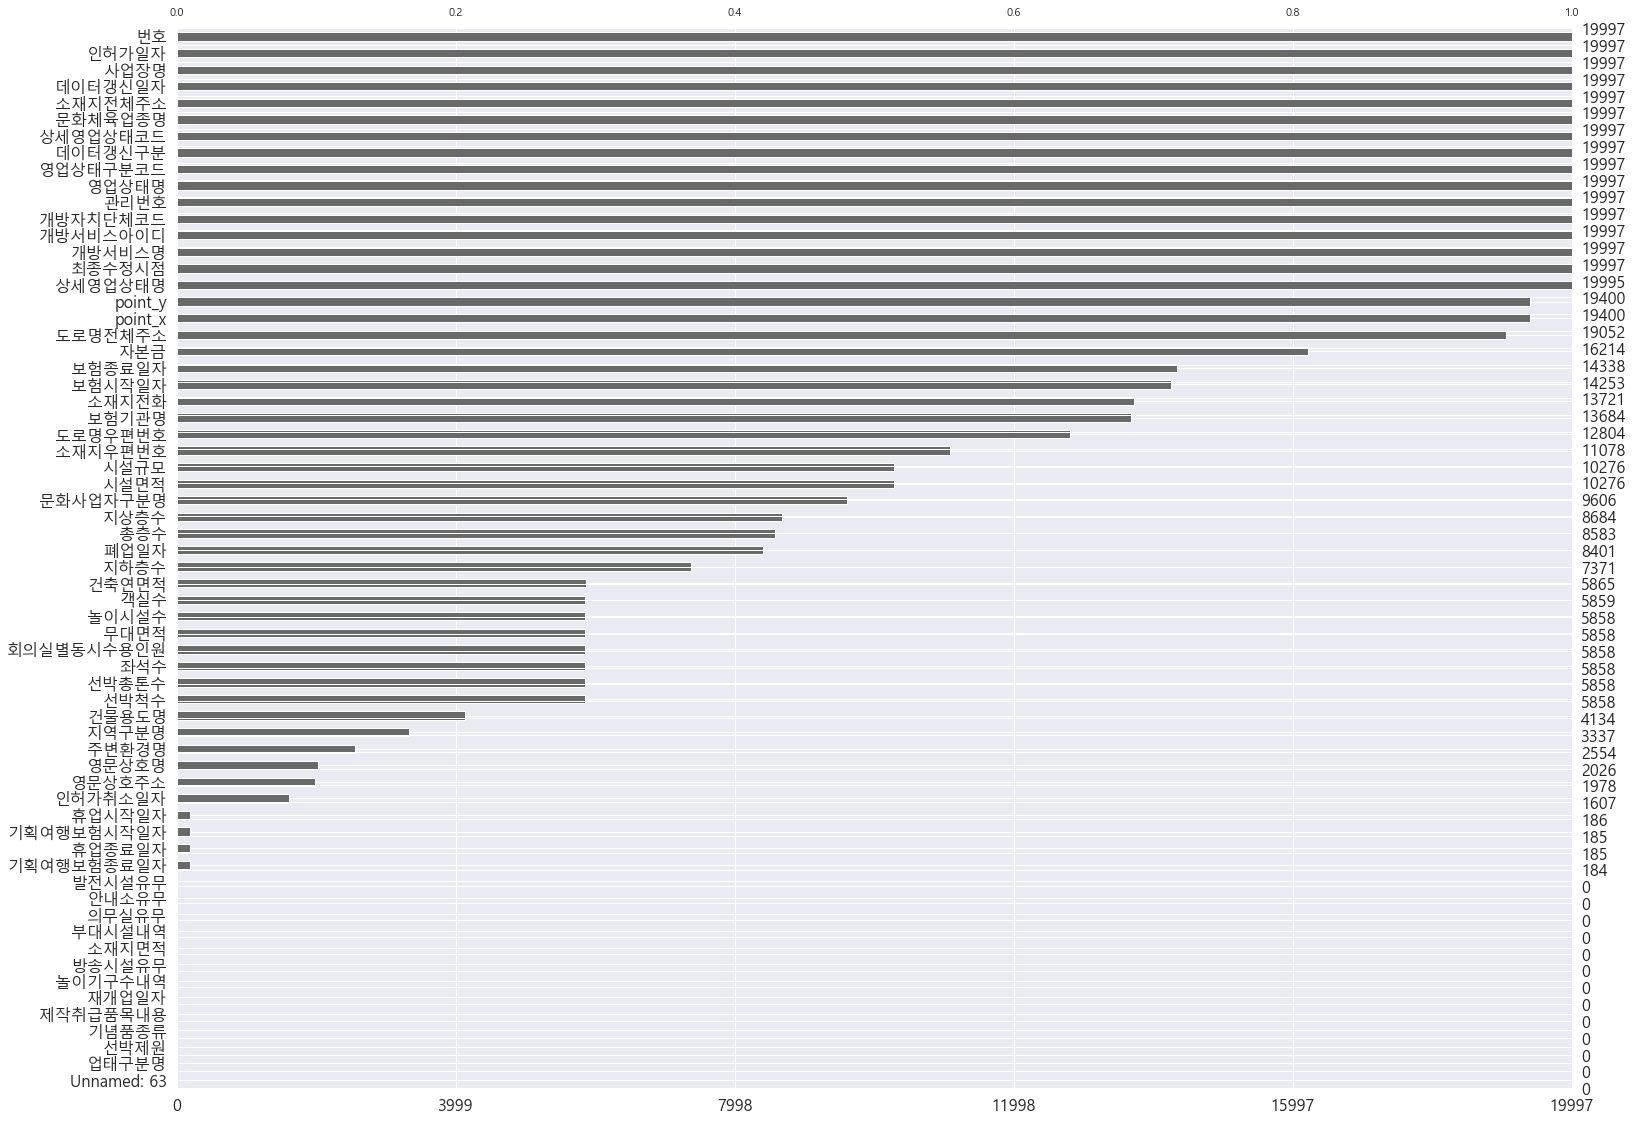 0.0 0.2 0.4 0.6 0.8 1.0
번호 19997
인허가일자 19997
사업장명 19997
데이터갱신일자 19997
소재지전체주소 19997
문화체육업종명 19997
상세영업상태코드 19997
데이터갱신구분 19997
영업상태구분코드 19997
영업상태명 19997
관리번호 19997
개방자치단체코드 19997
개방서비스아이디 19997
개방서비스명 19997
최종수정시점 19997
상세영업상태명 19995
point_y 19400
point_x 19400
도로명전체주소 19052
자본금 16214
보험종료일자 14338
보험시작일자 14253
소재지전화 13721
보험기관명 13684
도로명우편번호 12804
소재지우편번호 11078
시설규모 10276
시설면적 10276
문화사업자구분명 9606
지상층수 8684
총층수 8583
폐업일자 8401
지하층수 7371
건축연면적 5865
객실수 5859
놀이시설수 5858
무대면적 5858
회의실별동시수용인원 5858
좌석수 5858
선박총톤수 5858
선박척수 5858
건물용도명 4134
지역구분명 3337
주변환경명 2554
영문상호명 2026
영문상호주소 1978
인허가취소일자 1607
휴업시작일자 186
기획여행보험시작일자 185
휴업종료일자 185
기획여행보험종료일자 184
발전시설유무 0
안내소유무 0
의무실유무 0
부대시설내역 0
소재지면적 0
방송시설유무 0
놀이기구수내역 0
재개업일자 0
제작취급품목내용 0
기념품종류 0
선박제원 0
업태구분명 0
Unnamed: 63 0
0 3999 7998 11998 15997 19997